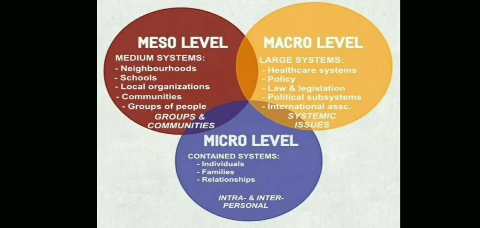 MESO LEVEL
MEDIUM SYSTEMS:
- Neighbourhoods
- Schools
- Local organizations
- Communities
- Groups of people
GROUPS &
COMMUNITIES
MACRO LEVEL
LARGE SYSTEMS:
- Healthcare systems
- Policy
- Law & legislation
- Political subsystems
- International assc.
SYSTEMIC
ISSUES
MICRO LEVEL
CONTAINED SYSTEMS:
- Individuals
- Families
- Relationships
INTRA- & INTER-
PERSONAL